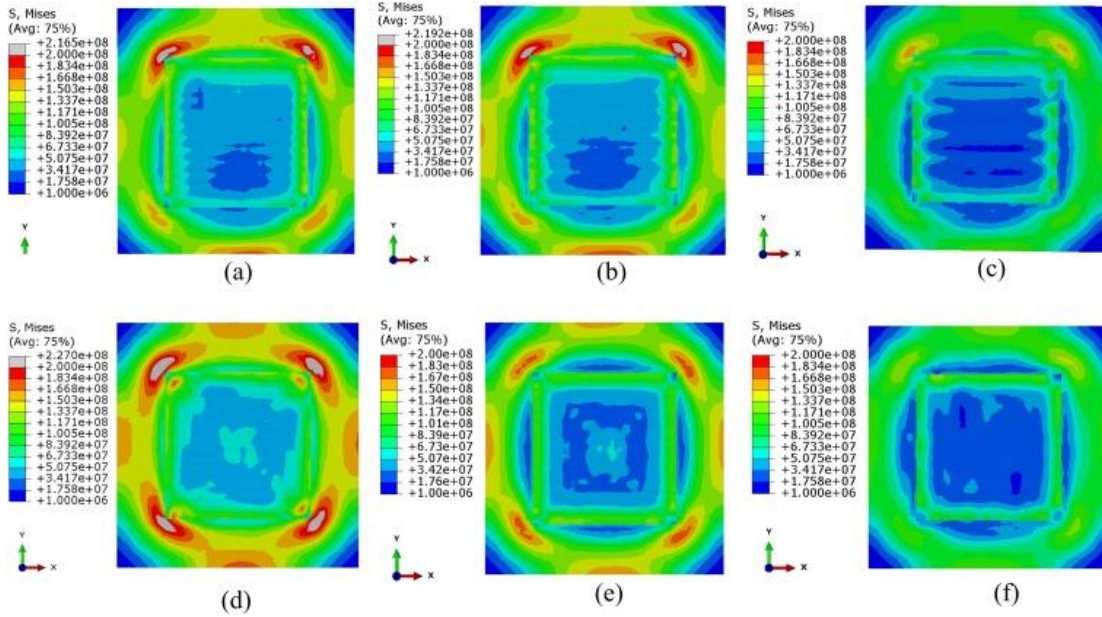 S, Mises
(Avg: 75%)
+2.165e+08
+2.000e+08
+1.834e+08
+1.668e+08
+1.503e+08
+1.337e+08
+1.171e+08
+1.005e+08
+8.392e+07
+6.733e+07
+5.075e+07
+3.417e+07
+1.758e+07
+1.000e+06
Y
(a)
S, Mises
(Avg: 75%)
+2.192e+08
+2.000e+08
+1.834e+08
+1.668e+08
+1.503e+08
+1.337e+08
+1.171e+08
+1.005e+08
+8.392e+07
+6.733e+07
+5.075e+07
+3.417e+07
+1.758e+07
+1.000e+06
Y
X
(b)
S, Mises
(Avg: 75%)
+2.000e+08
+1.834e+08
+1.668e+08
+1.503e+08
+1.337e+08
+1.171e+08
+1.005e+08
+8.392e+07
+6.733e+07
+5.075e+07
+3.417e+07
+1.758e+07
+1.000e+06
Y
X
(c)
S, Mises
(Avg: 75%)
+2.270e+08
+2.000e+08
+1.834e+08
+1.668e+08
+1.503e+08
+1.337e+08
+1.171e+08
+1.005e+08
+8.392e+07
+6.733e+07
+5.075e+07
+3.417e+07
+1.758e+07
+1.000e+06
Y
X
(d)
S, Mises
(Avg: 75%)
+2.00e+08
+1.83e+08
+1.67e+08
+1.50e+08
+1.34e+08
+1.17e+08
+1.01e+08
+8.39e+07
+6.73e+07
+5.07e+07
+3.42e+07
+1.76e+07
+1.00e+06
Y
X
(e)
S, Mises
(Avg: 75%)
+2.000e+08
+1.834e+08
+1.668e+08
+1.503e+08
+1.337e+08
+1.171e+08
+1.005e+08
+8.392e+07
+6.733e+07
+5.075e+07
+3.417e+07
+1.758e+07
+1.000e+06
Y
X
(f)